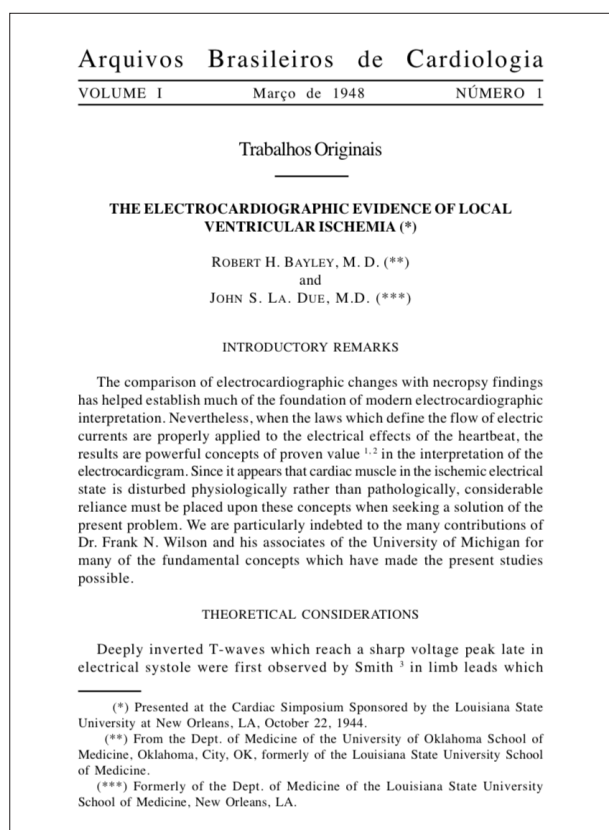 Arquivos Brasileiros de Cardiologia
VOLUME I Março de 1948 NÚMERO 1
Trabalhos Originais
THE ELECTROCARDIOGRAPHIC EVIDENCE OF LOCAL
VENTRICULAR ISCHEMIA (*)
ROBERT H. BAYLEY, M. D. (**)
and
JOHN S. LA. DUE, M.D. (***)
INTRODUCTORY REMARKS
The comparison of electrocardiographic changes with necropsy findings
has helped establish much of the foundation of modern electrocardiographic
interpretation. Nevertheless, when the laws which define the flow of electric
currents are properly applied to the electrical effects of the heartbeat, the
results are powerful concepts of proven value 1, 2 in the interpretation of the
electrocardicgram. Since it appears that cardiac muscle in the ischemic electrical
state is disturbed physiologically rather than pathologically, considerable
reliance must be placed upon these concepts when seeking a solution of the
present problem. We are particularly indebted to the many contributions of
Dr. Frank N. Wilson and his associates of the University of Michigan for
many of the fundamental concepts which have made the present studies
possible.
THEORETICAL CONSIDERATIONS
Deeply inverted T-waves which reach a sharp voltage peak late in
electrical systole were first observed by Smith 3 in limb leads which
(*) Presented at the Cardiac Simposium Sponsored by the Louisiana State
University at New Orleans, LA, October 22, 1944.
(**) From the Dept. of Medicine of the University of Oklahoma School of
Medicine, Oklahoma, City, OK, formerly of the Louisiana State University School
of Medicine.
(***) Formerly of the Dept. of Medicine of the Louisiana State University
School of Medicine, New Orleans, LA.